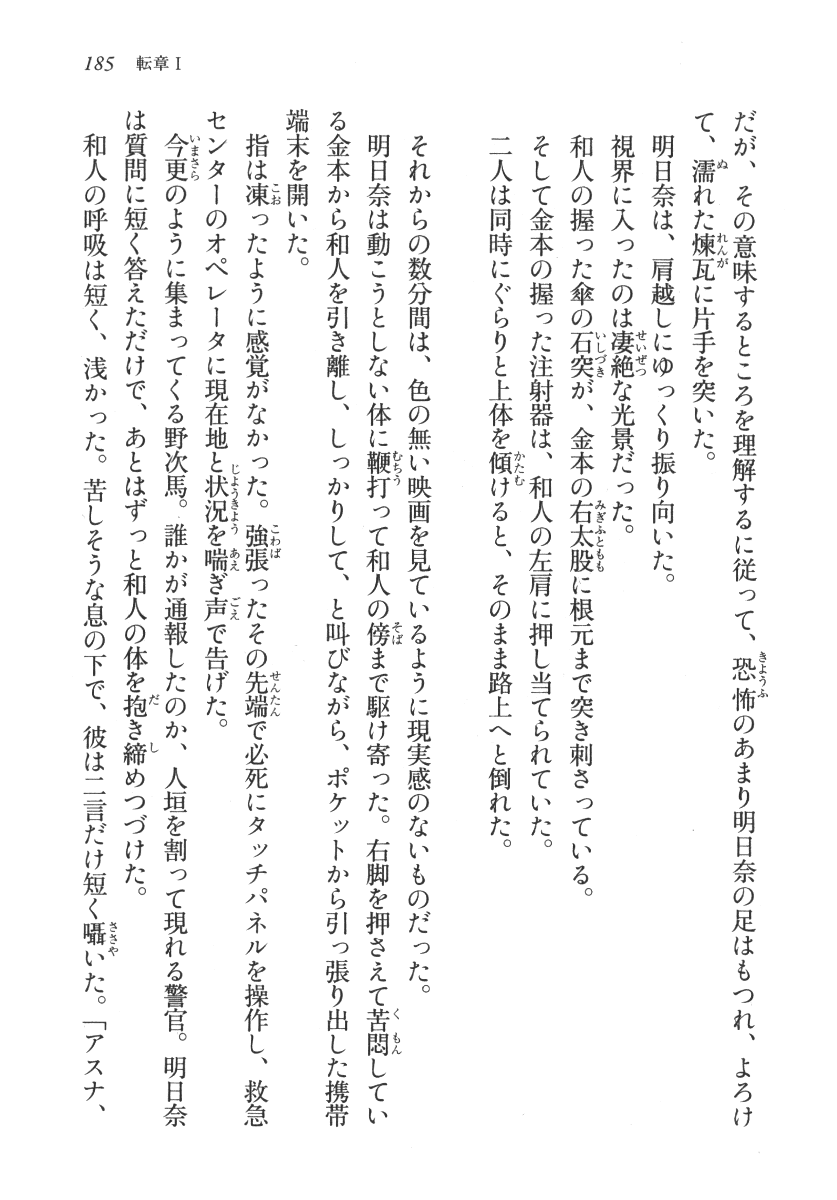 185 転章Ⅰ
だが、その意味するところを理解するに従って、恐怖のあまり明日奈の足はもつれ、よろけ
て、濡れた煉瓦に片手を突いた。
明日奈は、肩越しにゆっくり振り向いた。
視界に入ったのは凄絶な光景だった。
和人の握った傘の石突が、金本の右太股に根元まで突き刺さっている。
そして金本の握った注射器は、和人の左肩に押し当てられていた。
二人は同時にぐらりと上体を傾けると、そのまま路上へと倒れた。
それからの数分間は、色の無い映画を見ているように現実感のないものだった。
明日奈は動こうとしない体に鞭打って和人の傍まで駆け寄った。右脚を押さえて苦悶してい
る金本から和人を引き離し、しっかりして、と叫びながら、ポケットから引っ張り出した携帯
端末を開いた。
指は凍ったように感覚がなかった。強張ったその先端で必死にタッチパネルを操作し、救急
センターのオペレータに現在地と状況を喘ぎ声で告げた。
今更のように集まってくる野次馬。誰かが通報したのか、人垣を割って現れる警官。明日奈
は質問に短く答えただけで、あとはずっと和人の体を抱き締めつづけた。
和人の呼吸は短く、浅かった。苦しそうな息の下で、彼は二言だけ短く囁いた。「アスナ、